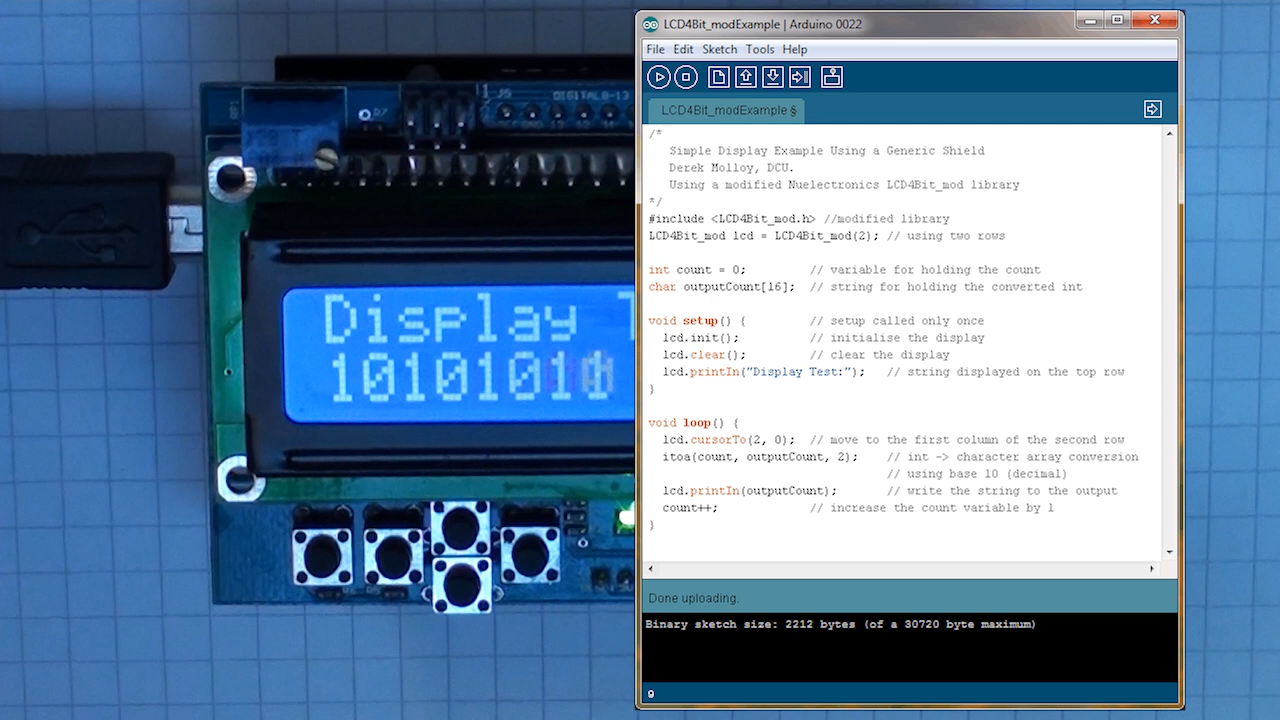 LCD4Bit_modExample | Arduino 0022
File Edit Sketch Tools Help
LCD4Bit_modExample §
/*
Simple Display Example Using a Generic Shield
Derek Molloy, DCU.
Using a modified Nuelectronics LCD4Bit_mod library
*/
#include <LCD4Bit_mod.h> //modified library
LCD4Bit_mod lcd = LCD4Bit_mod(2); // using two rows
int count = 0; // variable for holding the count
char outputCount[16]; // string for holding the converted int
void setup() { // setup called only once
lcd.init(); // initialise the display
lcd.clear(); // clear the display
lcd.printIn("Display Test:"); // string displayed on the top row
}
void loop() {
lcd.cursorTo(2, 0); // move to the first column of the second row
itoa(count, outputCount, 2); // int -> character array conversion
// using base 10 (decimal)
lcd.printIn(outputCount); // write the string to the output
count++; // increase the count variable by 1
}
Done uploading.
Binary sketch size: 2212 bytes (of a 30720 byte maximum)
9
J5
DIGITAL8-13
Display
1010101